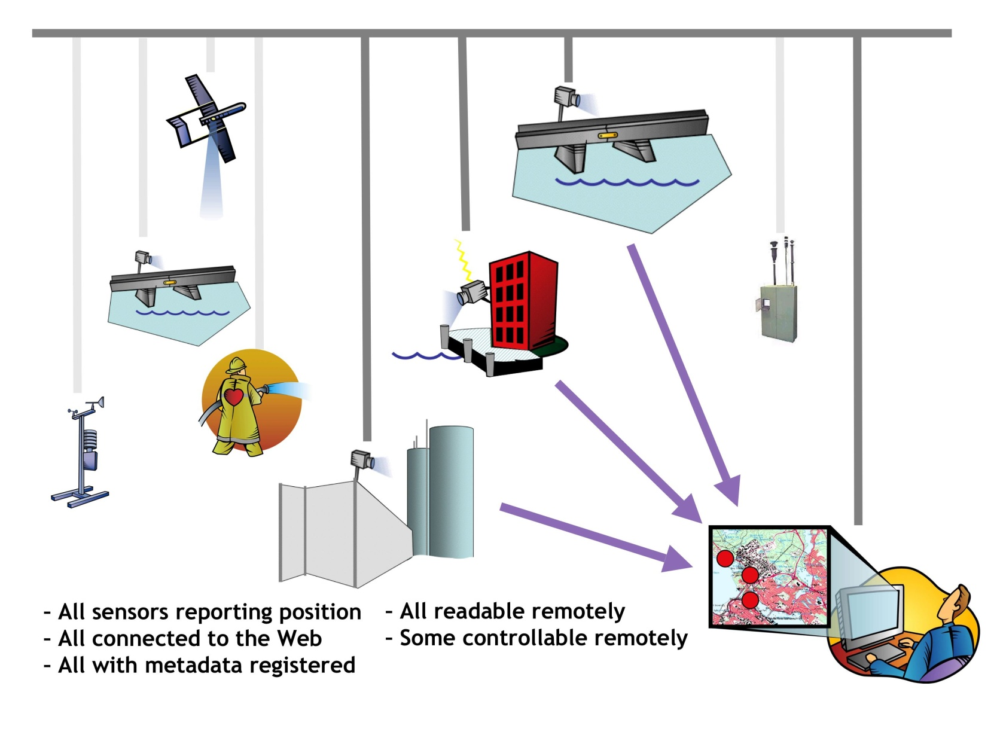 – All sensors reporting position
– All connected to the Web
– All with metadata registered
– All readable remotely
– Some controllable remotely